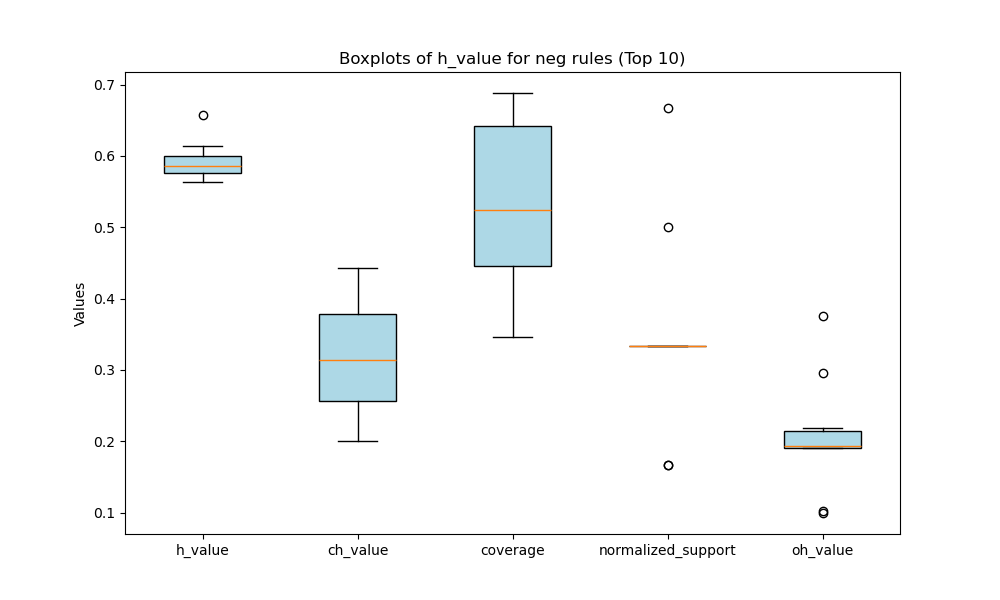 Boxplots of h_value for neg rules (Top 10)
Values
0.7
0.6
0.5
0.4
0.3
0.2
0.1
h_value
ch_value
coverage
normalized_support
oh_value